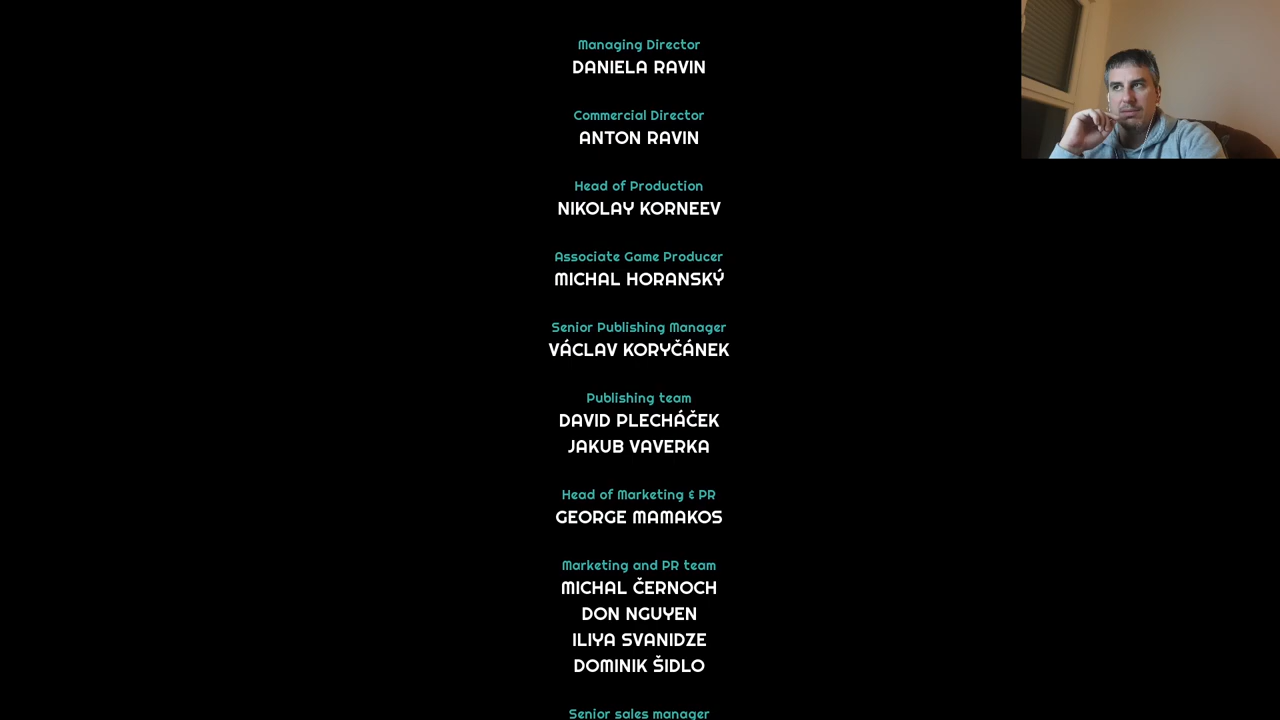 Managing Director
DANIELA RAVIN
Commercial Director
ANTON RAVIN
Head of Production
NIKOLAY KORNEEV
Associate Game Producer
MICHAL HORANSKÝ
Senior Publishing Manager
VÁCLAV KORYČÁNEK
Publishing team
DAVID PLECHÁČEK
JAKUB VAVERKA
Head of Marketing & PR
GEORGE MAMAKOS
Marketing and PR team
MICHAL ČERNOCH
DON NGUYEN
ILIYA SVANIDZE
DOMINIK ŠIDLO
Senior sales manager